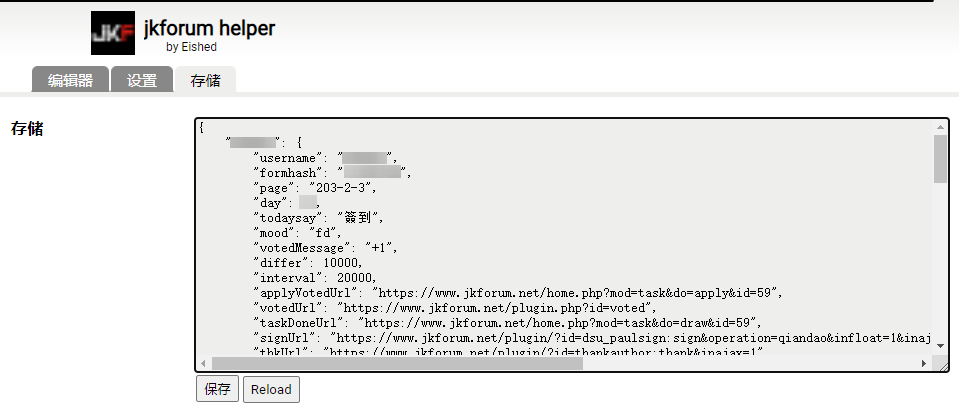 JKF
jkforum helper
by Eished
编辑器 设置 存储
存储
{
"": {
"username": "",
"formhash": "",
"page": "203-2-3",
"day": ,
"todaysay": "簽到",
"mood": "fd",
"votedMessage": "+1",
"differ": 10000,
"interval": 20000,
"applyVotedUrl": "https://www.jkforum.net/home.php?mod=task&do=apply&id=59",
"votedUrl": "https://www.jkforum.net/plugin.php?id=voted",
"taskDoneUrl": "https://www.jkforum.net/home.php?mod=task&do=draw&id=59",
"signUrl": "https://www.jkforum.net/plugin/?id=dsu_paulsign:sign&operation=qiandao&infloat=1&inaj
"thkUrl": "https://www.jkforum.net/plugin/?id=thankauthor:thank&inajax=1"
保存 Reload